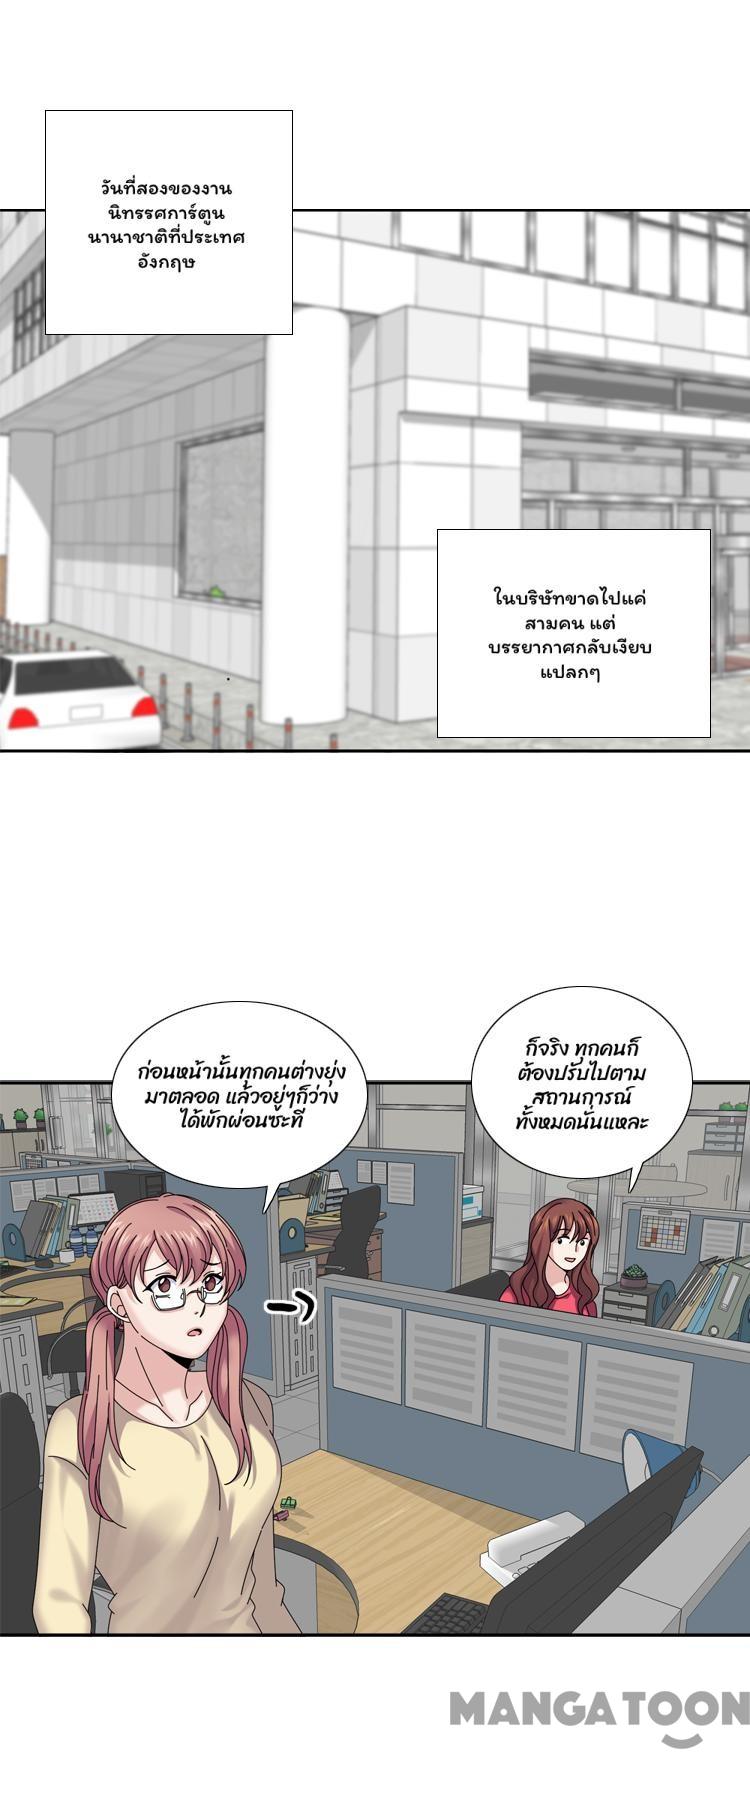 วันที่สองของงาน
นิทรรศการ์ตูน
นานาชาติที่ประเทศ
อังกฤษ
ในบริษัทขาดไปแค่
สามคน แต่
บรรยากาศกลับเงียบ
แปลกๆ
ก่อนหน้านั้นทุกคนต่างยุ่ง
มาตลอด แล้วอยู่ๆก็ว่าง
ได้พักผ่อนซะที
ก็จริง ทุกคนก็
ต้องปรับไปตาม
สถานการณ์
ทั้งหมดนั่นแหละ
MANGATOON